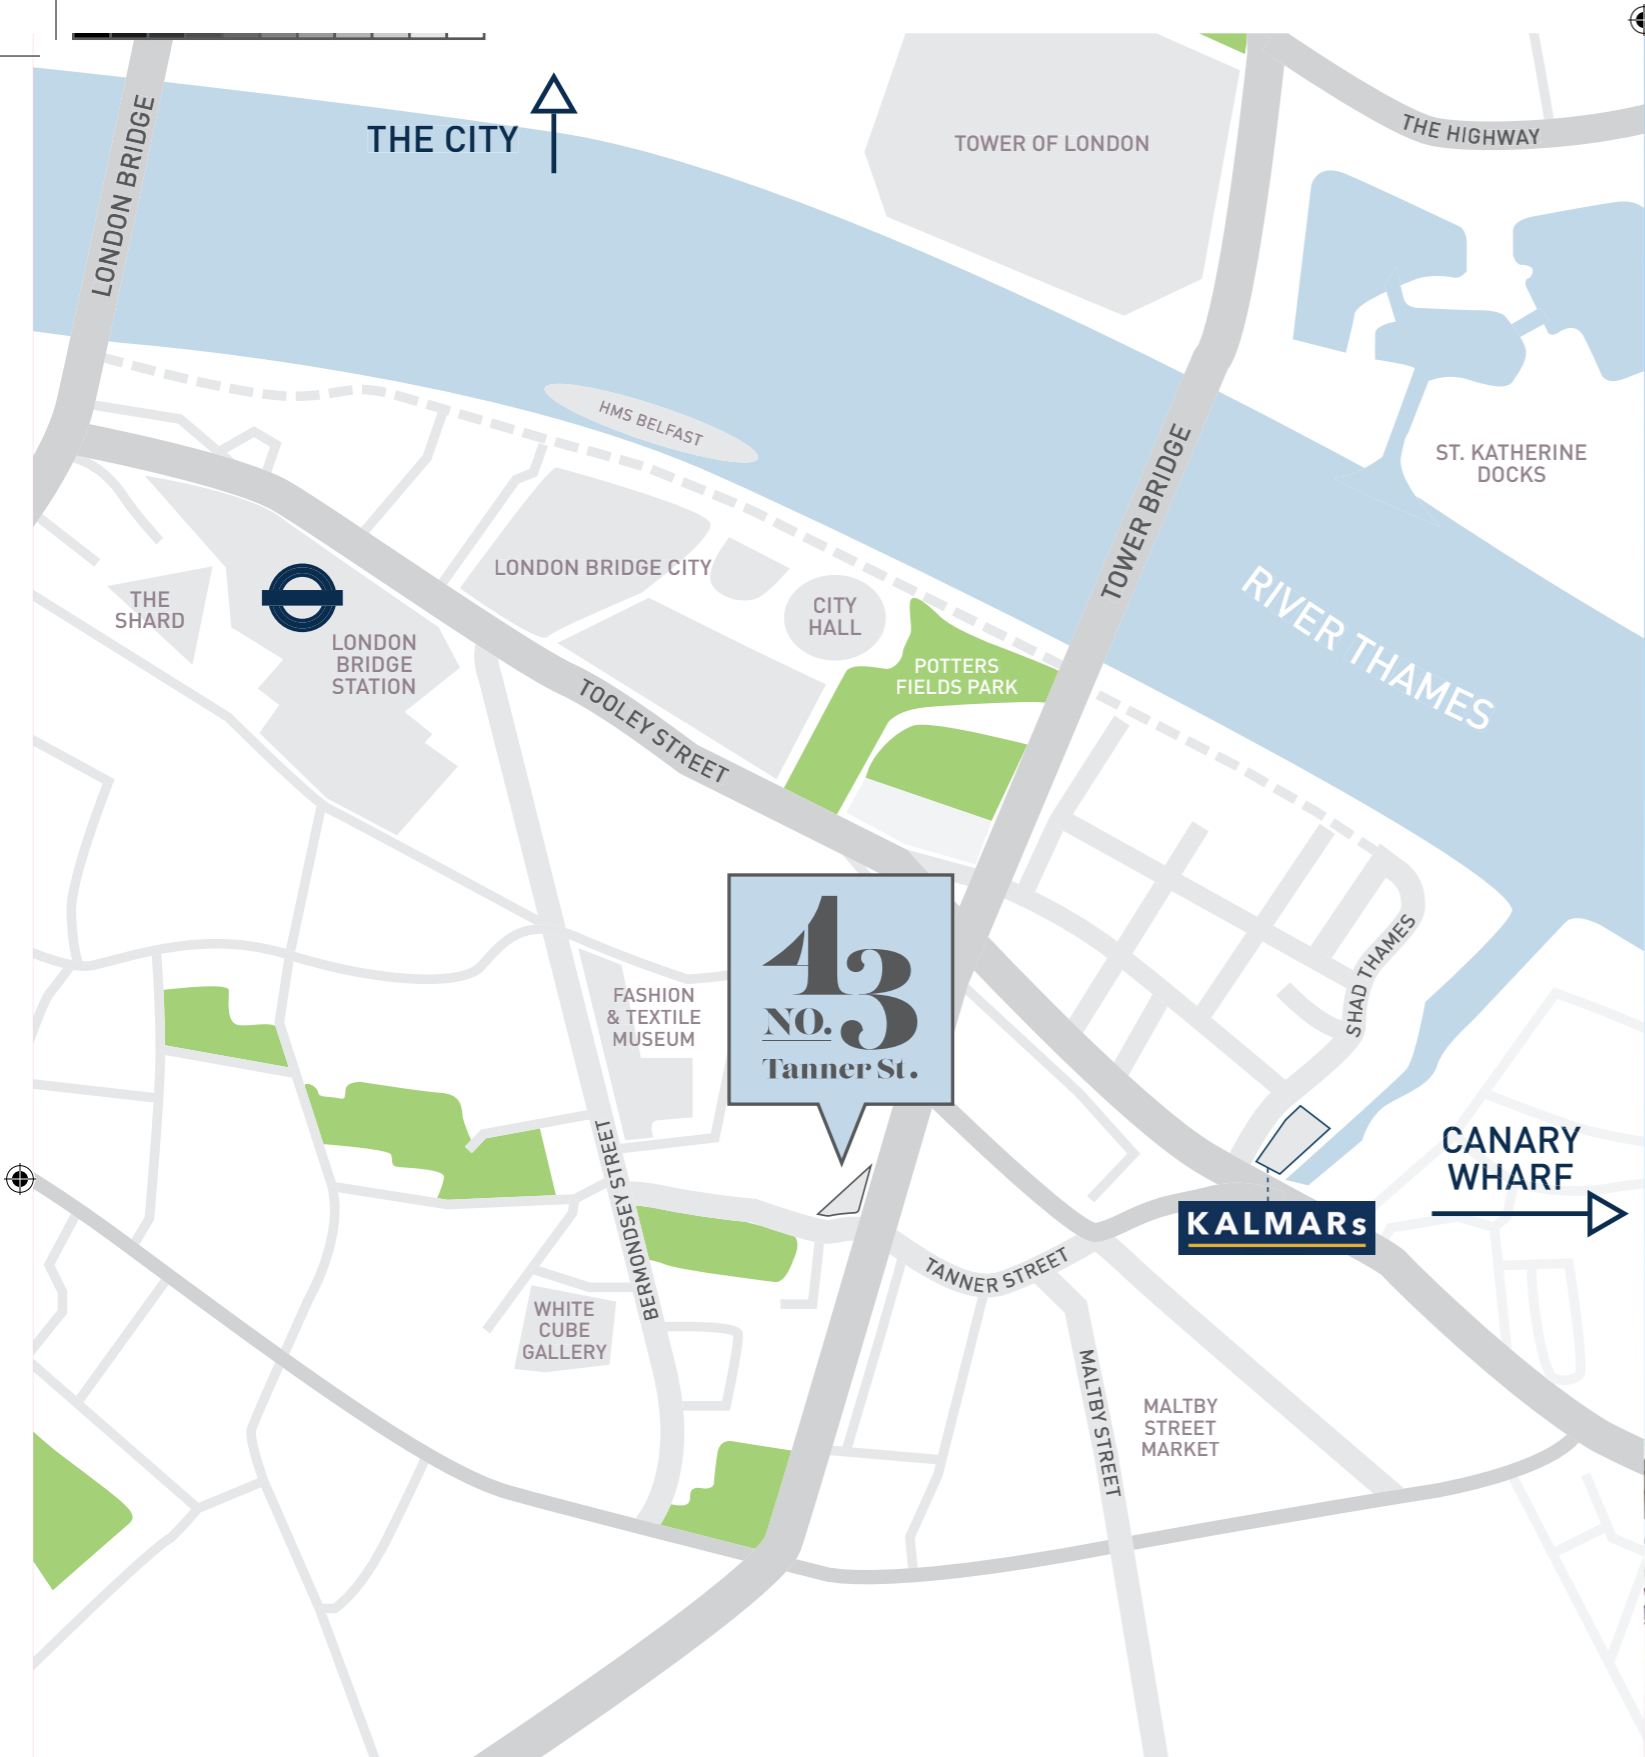 THE CITY
LONDON BRIDGE
TOWER OF LONDON
THE HIGHWAY
HMS BELFAST
ST. KATHERINE
DOCKS
TOWER BRIDGE
RIVER THAMES
LONDON BRIDGE CITY
THE
SHARD
CITY
HALL
LONDON
BRIDGE
STATION
POTTERS
FIELDS PARK
TOOLEY STREET
43
NO.
Tanner St.
SHAD THAMES
FASHION
& TEXTILE
MUSEUM
BERMONDSEY STREET
CANARY
WHARF
KALMARs
TANNER STREET
WHITE
CUBE
GALLERY
MALTBY STREET
MALTBY
STREET
MARKET